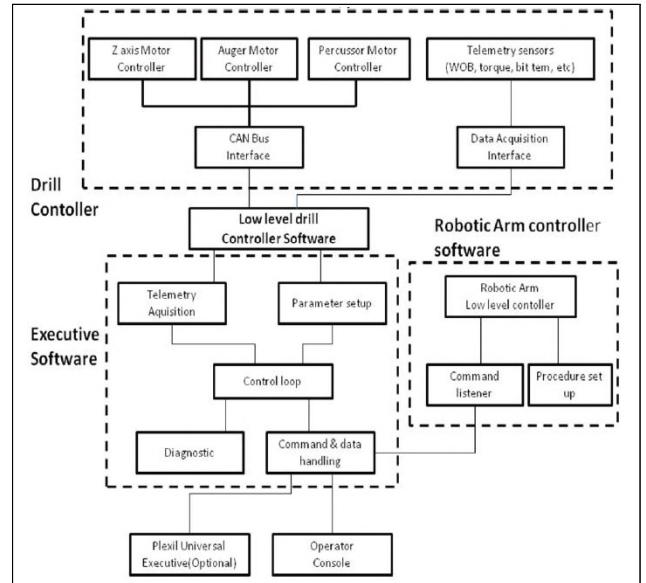 Z axis Motor
Controller
Auger Motor
Controller
Percussor Motor
Controller
Telemetry sensors
(WOB, torque, bit tem, etc)
CAN Bus
Interface
Data Acquisition
Interface
Drill
Contoller
Low level drill
Controller Software
Robotic Arm controller
software
Telemetry
Aquisition
Parameter setup
Robotic Arm
Low level contoller
Executive
Software
Control loop
Command
listener
Procedure set
up
Diagnostic
Command & data
handling
Plexil Universal
Executive(Optional)
Operator
Console